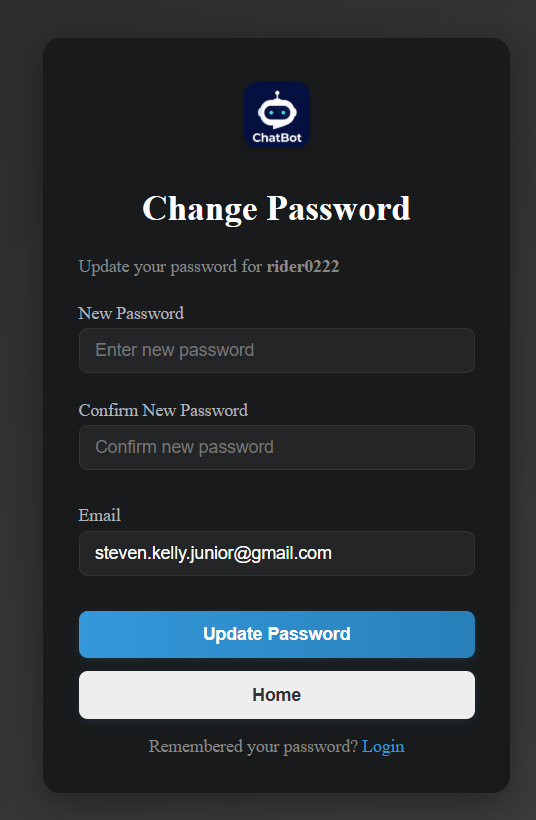 ChatBot
Change Password
Update your password for rider0222
New Password
Enter new password
Confirm New Password
Confirm new password
Email
steven.kelly.junior@gmail.com
Update Password
Home
Remembered your password? Login